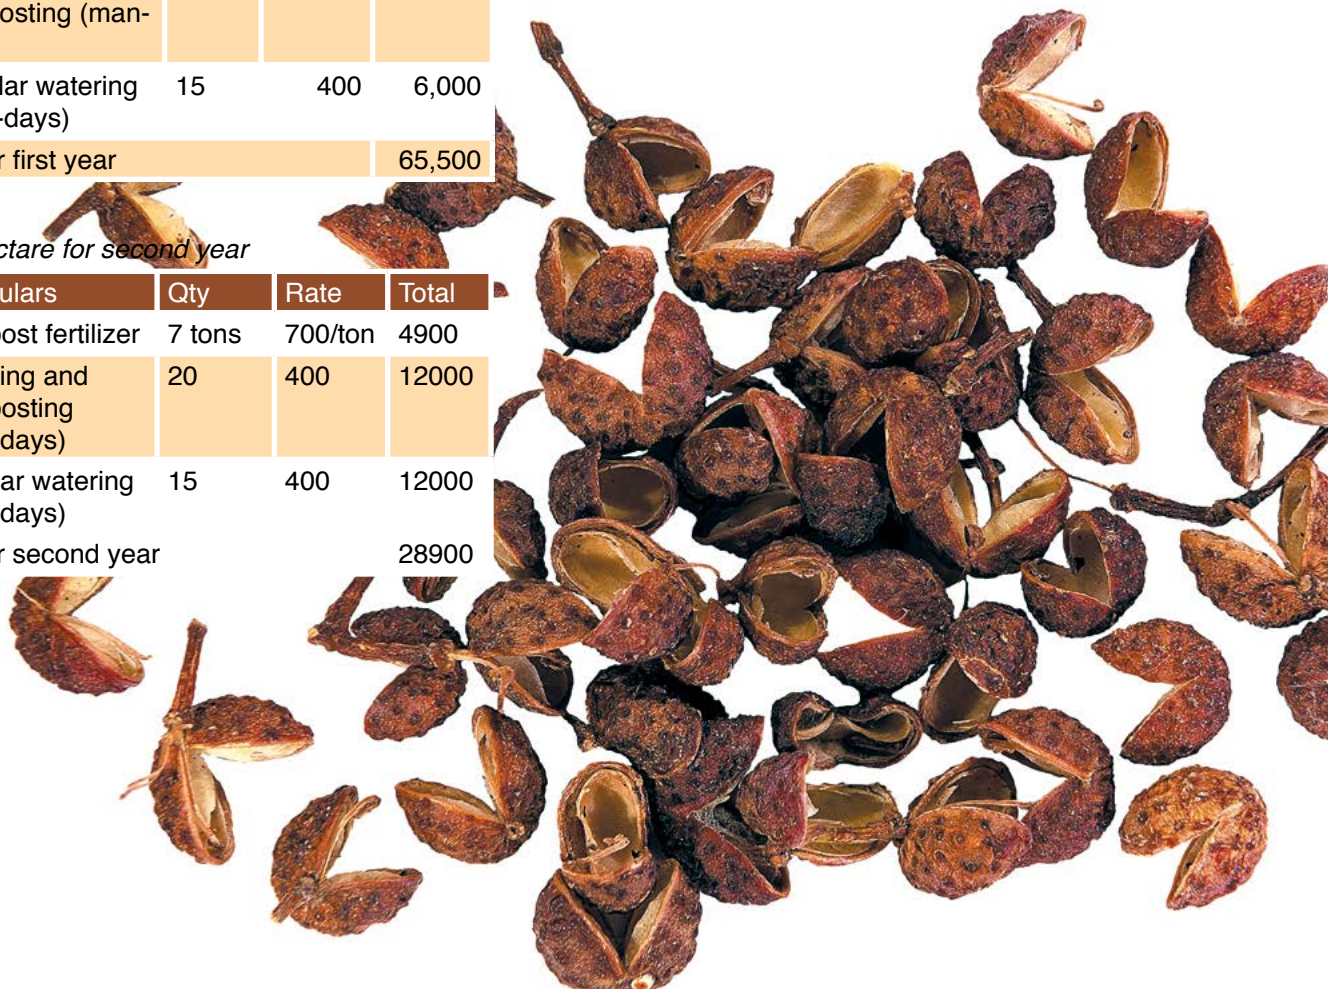 osting (man-
lar watering 15 400 6,000
-days)
r first year 65,500
ctare for second year
ulars Qty Rate Total
ost fertilizer 7 tons 700/ton 4900
ing and 20 400 12000
osting
days)
ar watering 15 400 12000
days)
r second year 28900